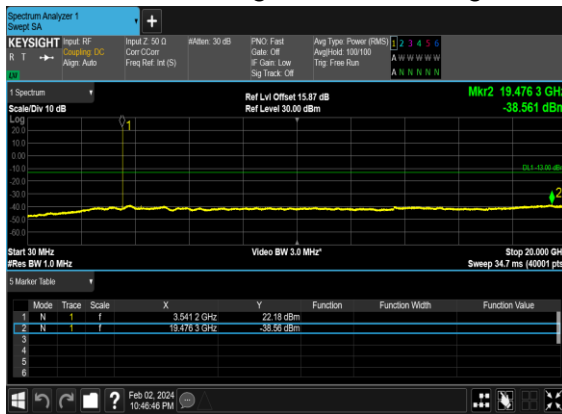 Spectrum Analyzer 1
Swept SA
KEYSIGHT Input: RF Input Z: 50 Ω #Atten: 30 dB PNO: Fast Avg Type: Power (RMS) 1 2 3 4 5 6
R T Coupling: DC Corr CCorr Gate: Off Avg|Hold: 100/100 A W W W W W
Align: Auto Freq Ref: Int (S) IF Gain: Low Trig: Free Run
LXI Sig Track: Off A N N N N N
1 Spectrum Ref Lvl Offset 15.87 dB Mkr2 19.476 3 GHz
Scale/Div 10 dB Ref Level 30.00 dBm -38.561 dBm
Log
20.0 1
10.0
0.00
-10.0 DL1 -13.00 dBm
-20.0
-30.0 2
-40.0
-50.0
-60.0
Start 30 MHz Video BW 3.0 MHz* Stop 20.000 GH
#Res BW 1.0 MHz Sweep 34.7 ms (40001 pts
5 Marker Table
Mode Trace Scale X Y Function Function Width Function Value
1 N 1 f 3.541 2 GHz 22.18 dBm
2 N 1 f 19.476 3 GHz -38.56 dBm
3
4
5
6
? Feb 02, 2024
10:46:46 PM